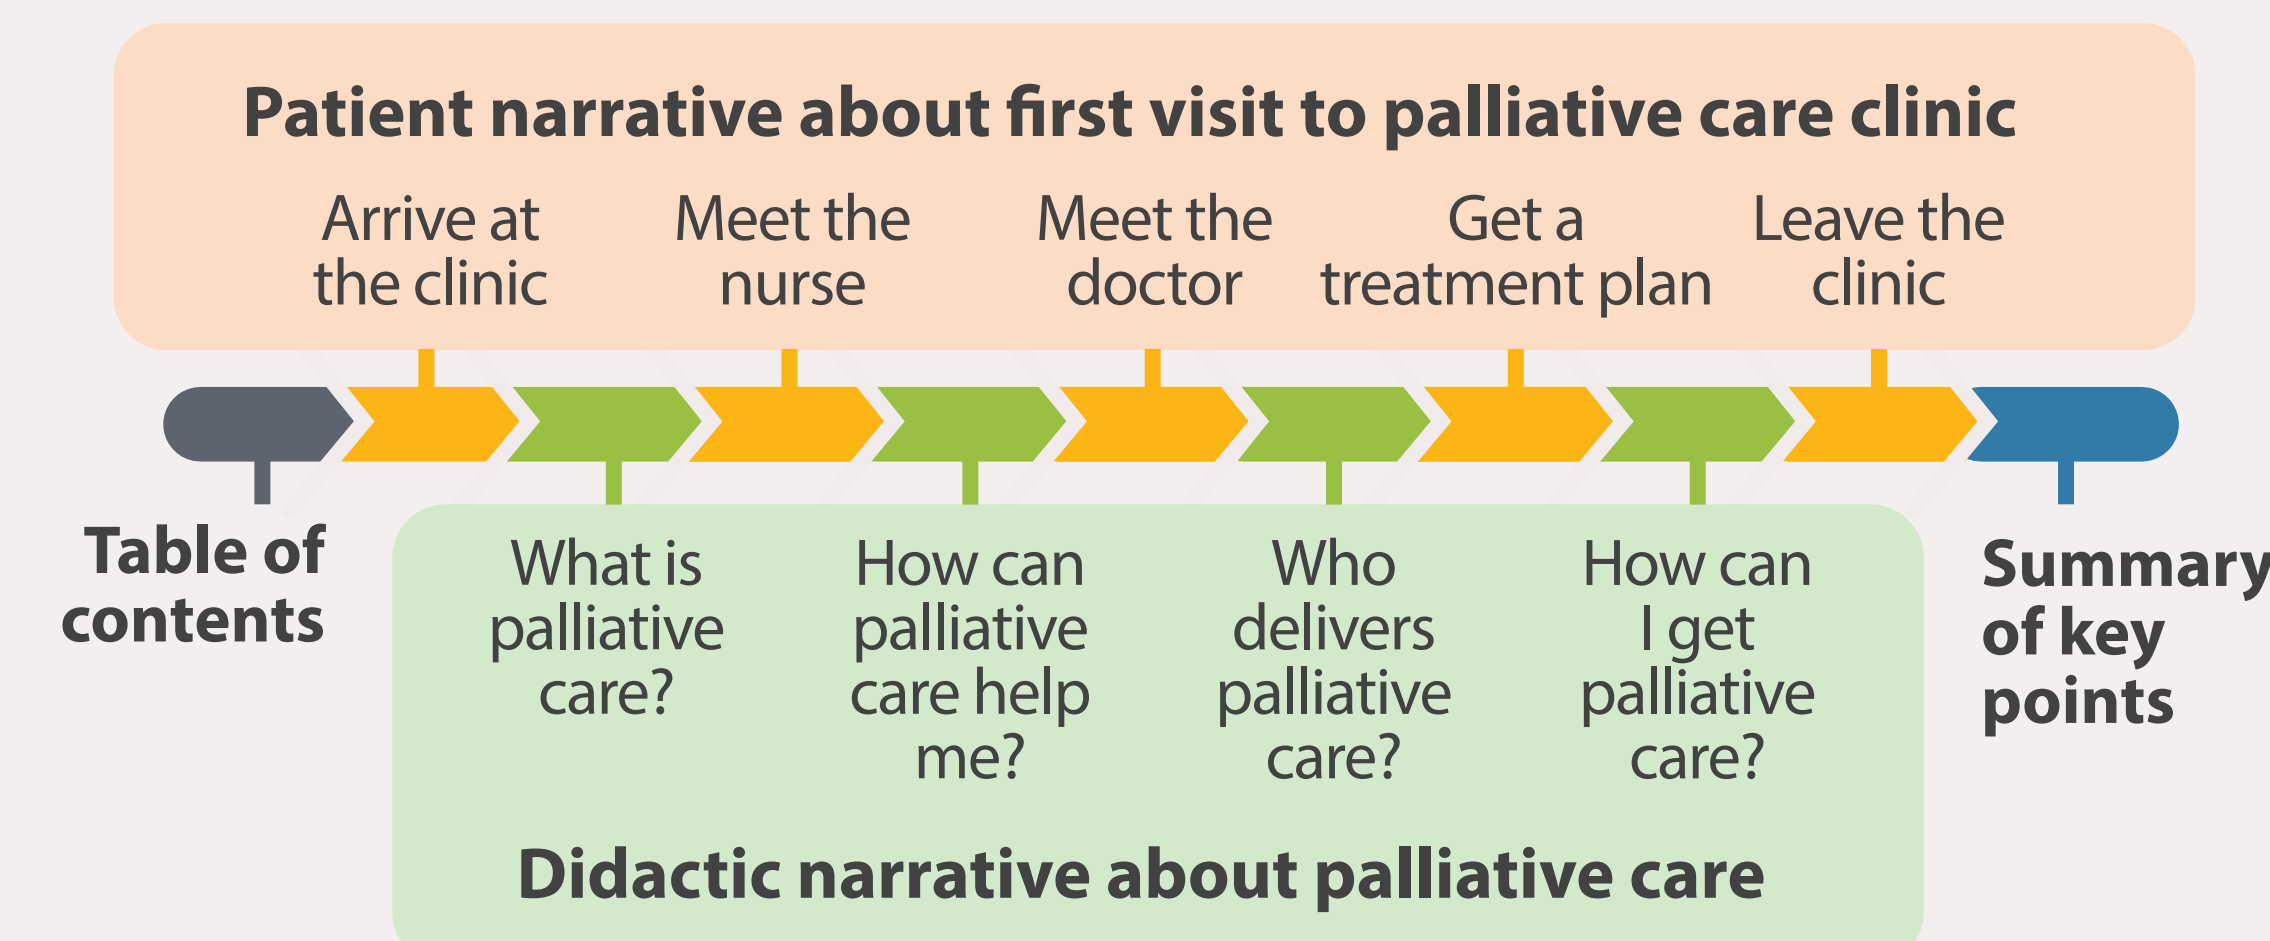 Patient narrative about first visit to palliative care clinic
Arrive at
the clinic
Meet the
nurse
Meet the
doctor
Get a
treatment plan
Leave the
clinic
Table of
contents
What is
palliative
care?
How can
palliative
care help
me?
Who
delivers
palliative
care?
How can
I get
palliative
care?
Summary
of key
points
Didactic narrative about palliative care